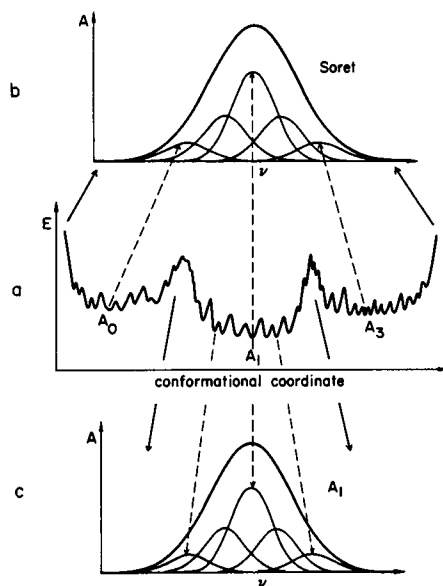 A
Soret
b
ν
E
a
A₀
A₁
A₃
conformational coordinate
A
A₁
c
ν